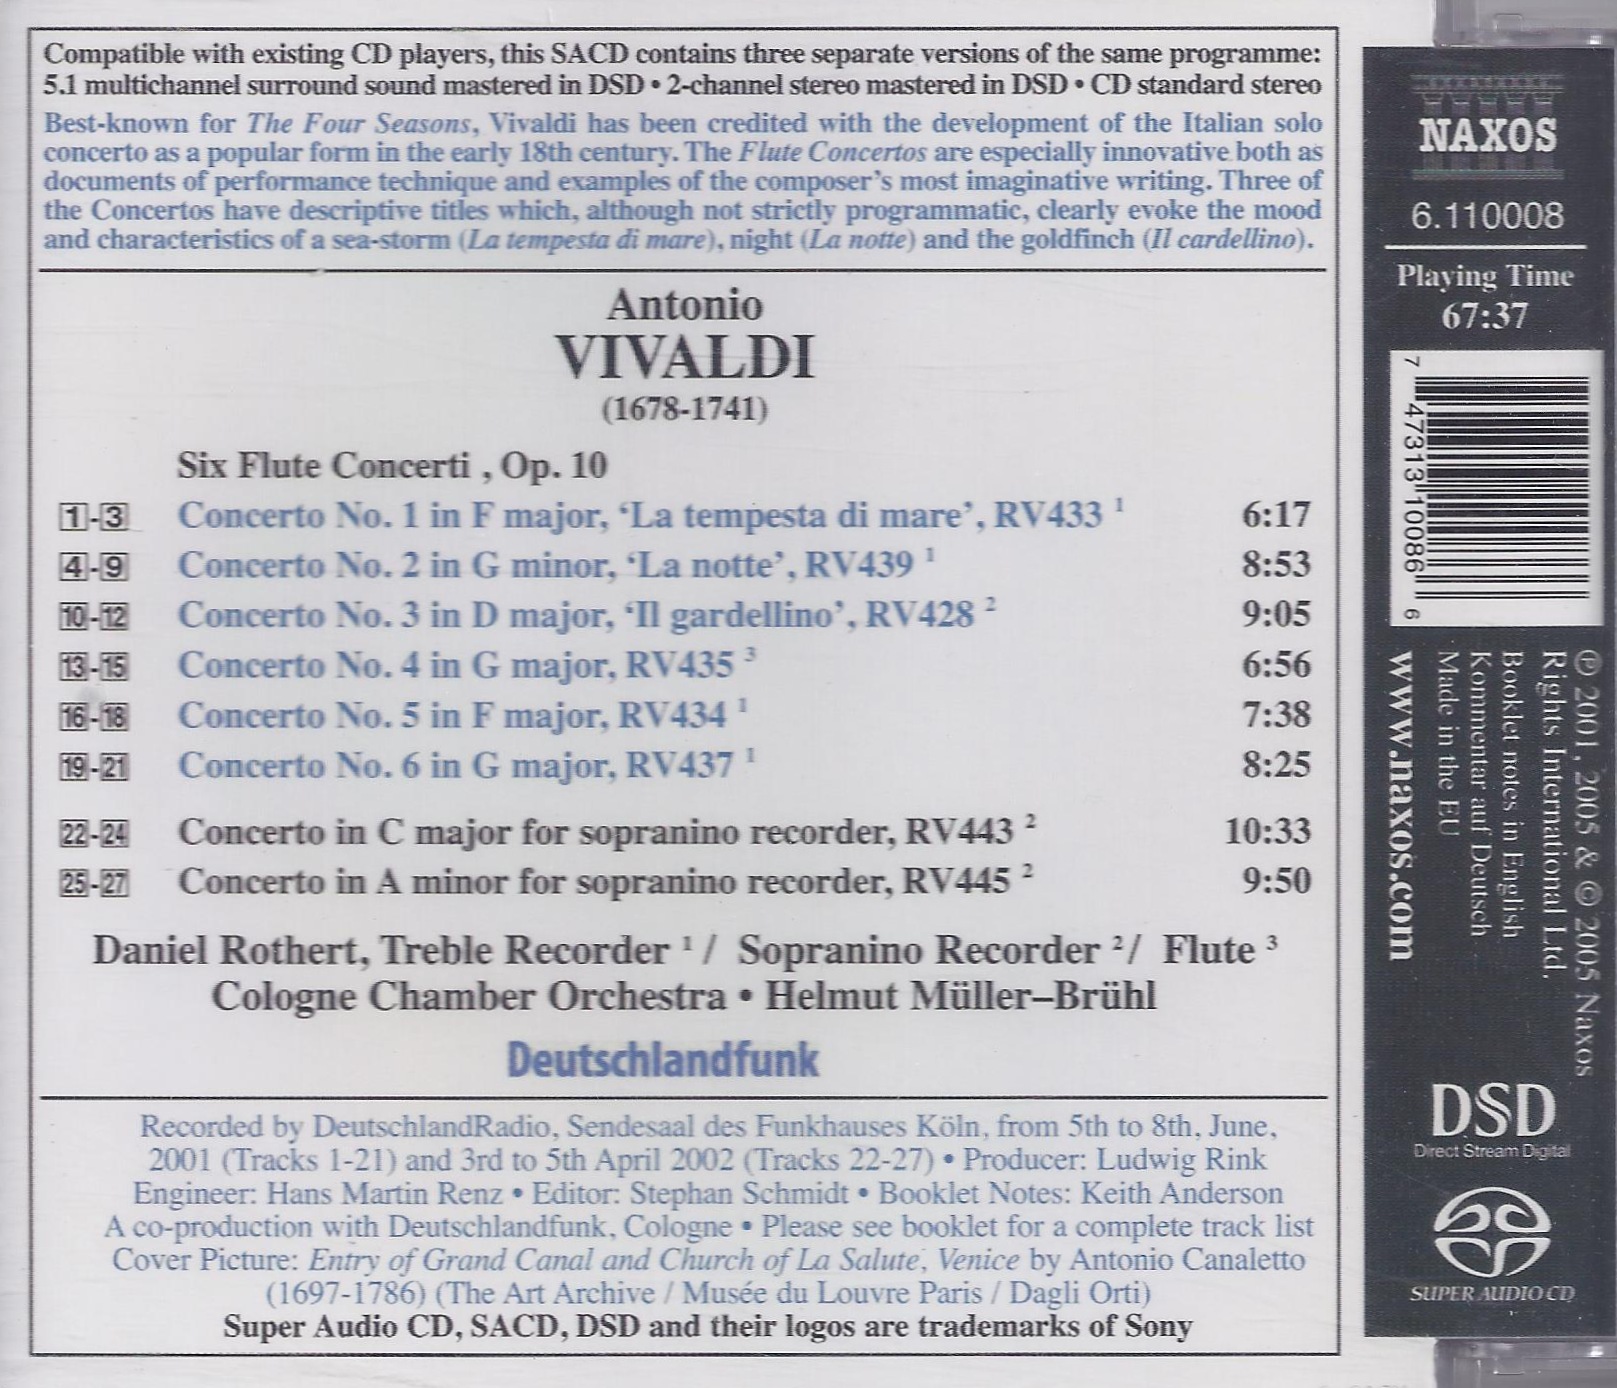 Compatible with existing CD players, this SACD contains three separate versions of the same programme:
5.1 multichannel surround sound mastered in DSD • 2-channel stereo mastered in DSD • CD standard stereo
Best-known for The Four Seasons, Vivaldi has been credited with the development of the Italian solo
concerto as a popular form in the early 18th century. The Flute Concertos are especially innovative both as
documents of performance technique and examples of the composer's most imaginative writing. Three of
the Concertos have descriptive titles which, although not strictly programmatic, clearly evoke the mood
and characteristics of a sea-storm (La tempesta di mare), night (La notte) and the goldfinch (Il cardellino).
Antonio
VIVALDI
(1678-1741)
Six Flute Concerti , Op. 10
1-3 Concerto No. 1 in F major, ‘La tempesta di mare’, RV433 ¹ 6:17
4-9 Concerto No. 2 in G minor, ‘La notte’, RV439 ¹ 8:53
10-12 Concerto No. 3 in D major, ‘Il gardellino’, RV428 ² 9:05
13-15 Concerto No. 4 in G major, RV435 ³ 6:56
16-18 Concerto No. 5 in F major, RV434 ¹ 7:38
19-21 Concerto No. 6 in G major, RV437 ¹ 8:25
22-24 Concerto in C major for sopranino recorder, RV443 ² 10:33
25-27 Concerto in A minor for sopranino recorder, RV445 ² 9:50
Daniel Rothert, Treble Recorder ¹ / Sopranino Recorder ²/ Flute ³
Cologne Chamber Orchestra • Helmut Müller–Brühl
Deutschlandfunk
Recorded by DeutschlandRadio, Sendesaal des Funkhauses Köln, from 5th to 8th, June,
2001 (Tracks 1-21) and 3rd to 5th April 2002 (Tracks 22-27) • Producer: Ludwig Rink
Engineer: Hans Martin Renz • Editor: Stephan Schmidt • Booklet Notes: Keith Anderson
A co-production with Deutschlandfunk, Cologne • Please see booklet for a complete track list
Cover Picture: Entry of Grand Canal and Church of La Salute, Venice by Antonio Canaletto
(1697-1786) (The Art Archive / Musée du Louvre Paris / Dagli Orti)
Super Audio CD, SACD, DSD and their logos are trademarks of Sony
NAXOS
6.110008
Playing Time
67:37
7 47313 10086 6
℗ 2001, 2005 & © 2005 Naxos
Rights International Ltd.
Booklet notes in English
Kommentar auf Deutsch
Made in the EU
www.naxos.com
DSD
Direct Stream Digital
SUPER AUDIO CD